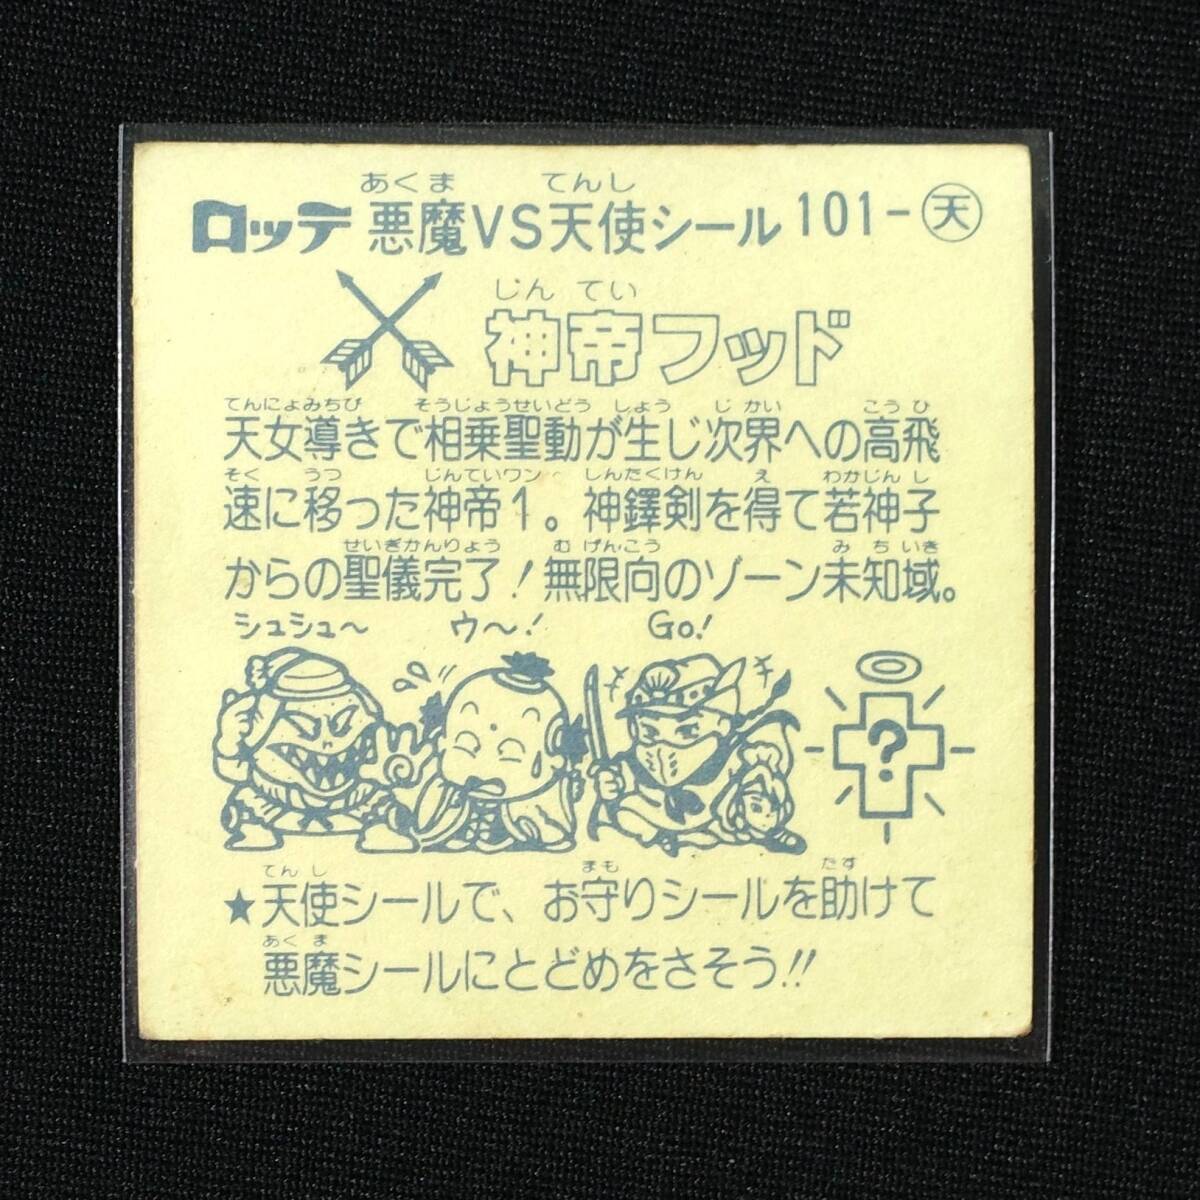 あくま てんし
ロッテ 悪魔VS天使シール 101-天
じん てい
神帝フッド
てんにょみちび そうじょうせいどう しょう じ かい こう ひ
天女導きで相乗聖動が生じ次界への高飛
そく うつ じんていワン しんたくけん え わかじん し
速に移った神帝1。神鐸剣を得て若神子
せいぎかんりょう む げんこう み ち いき
からの聖儀完了!無限向のゾーン未知域。
シュシュ〜 ウ〜! Go!
?
てん し まも たす
★天使シールで、お守りシールを助けて
あく ま
悪魔シールにとどめをさそう!!